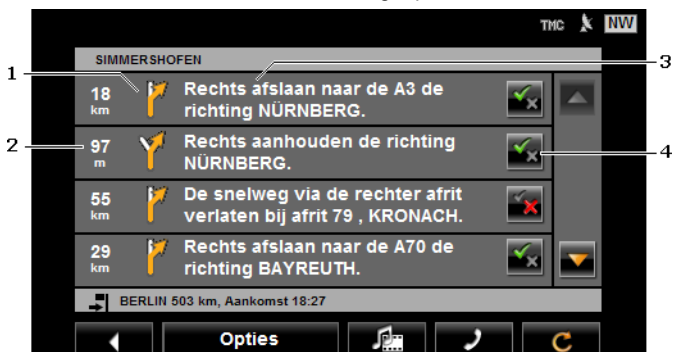 TMC NW
SIMMERSHOFEN
1
3
18 km
Rechts afslaan naar de A3 de
richting NÜRNBERG.
2
4
97 m
Rechts aanhouden de richting
NÜRNBERG.
55 km
De snelweg via de rechter afrit
verlaten bij afrit 79 , KRONACH.
29 km
Rechts afslaan naar de A70 de
richting BAYREUTH.
BERLIN 503 km, Aankomst 18:27
Opties